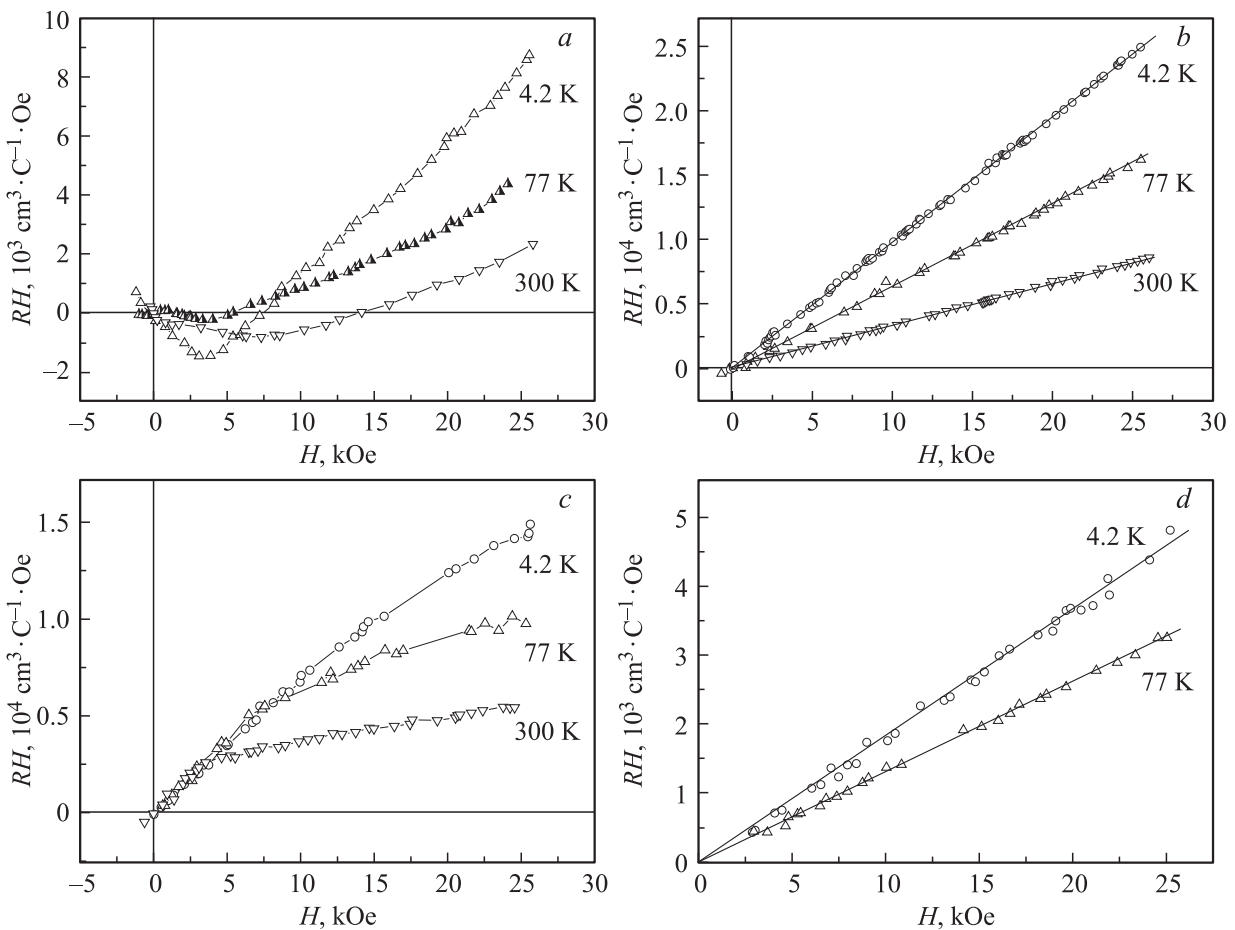 a
10
8
6
4
2
0
–2
RH, 10³ cm³ · C⁻¹ · Oe
4.2 K
77 K
300 K
–5 0 5 10 15 20 25 30
H, kOe
b
2.5
2.0
1.5
1.0
0.5
0
RH, 10⁴ cm³ · C⁻¹ · Oe
4.2 K
77 K
300 K
0 5 10 15 20 25 30
H, kOe
c
1.5
1.0
0.5
0
RH, 10⁴ cm³ · C⁻¹ · Oe
4.2 K
77 K
300 K
–5 0 5 10 15 20 25 30
H, kOe
d
5
4
3
2
1
0
RH, 10³ cm³ · C⁻¹ · Oe
4.2 K
77 K
0 5 10 15 20 25
H, kOe